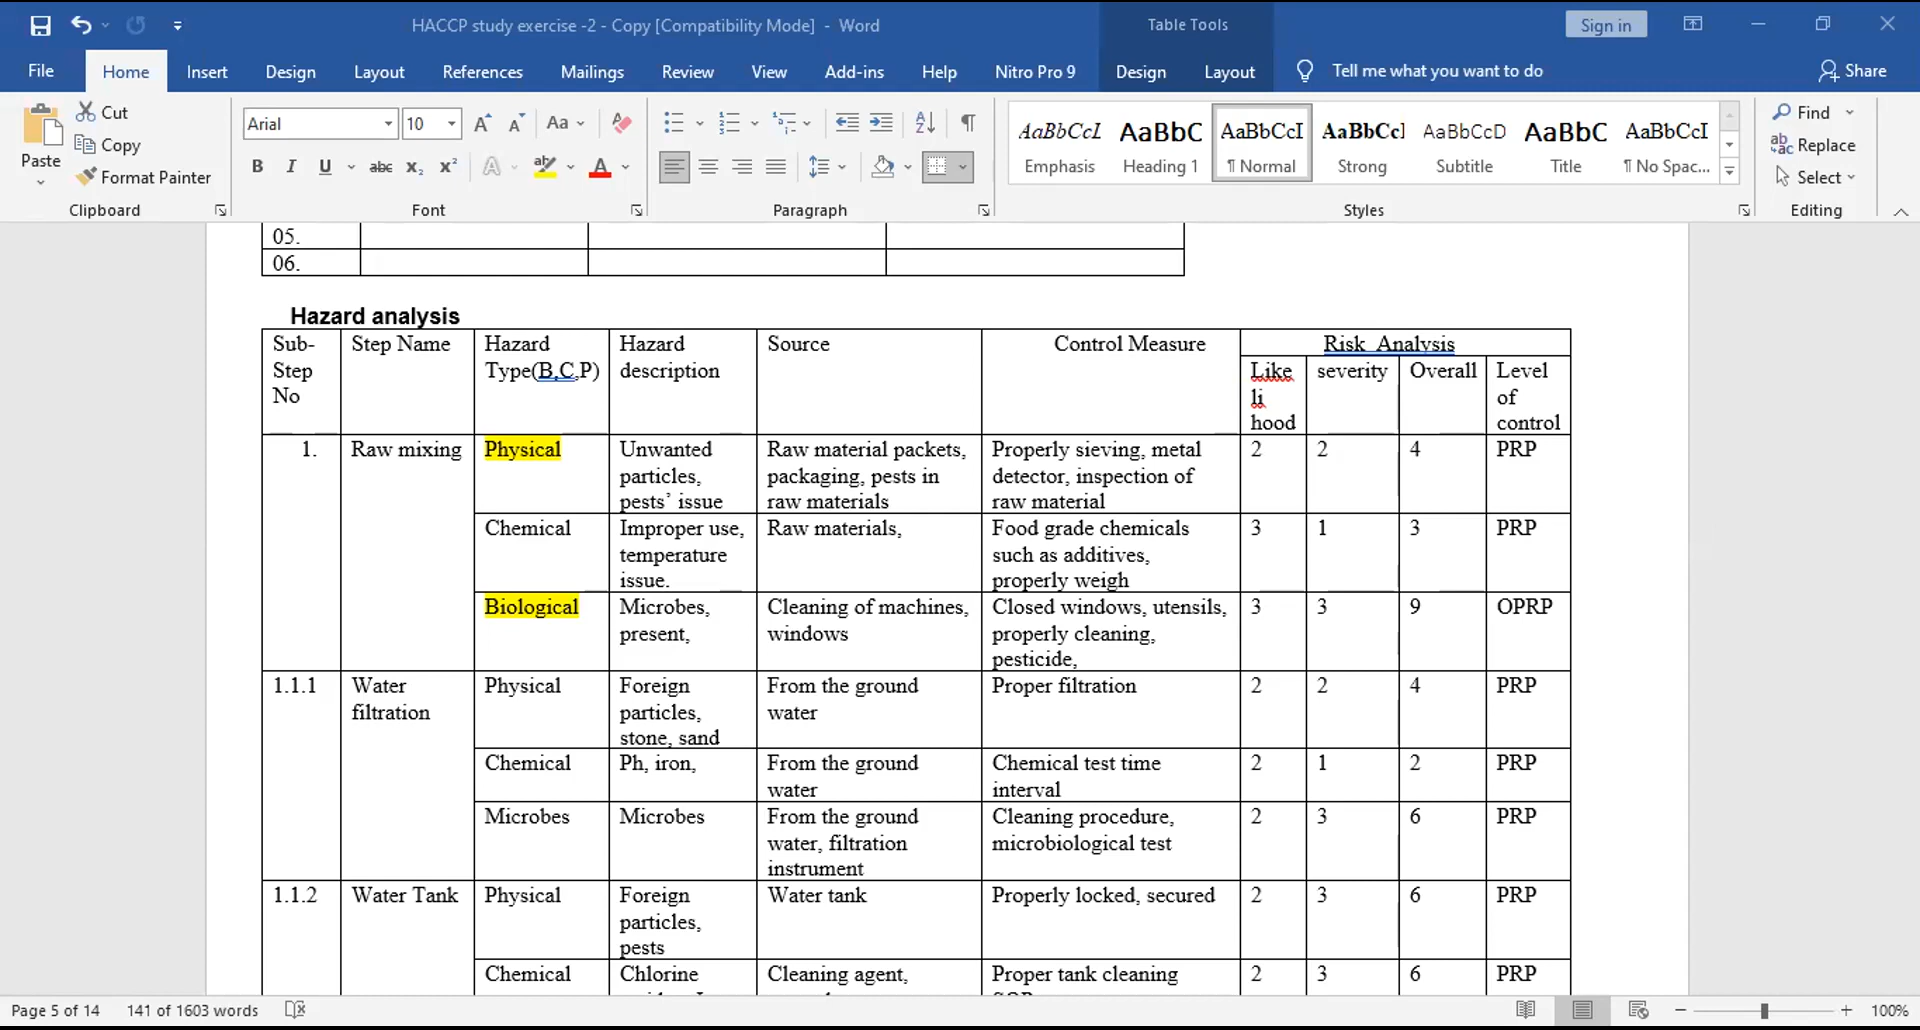 HACCP study exercise -2 - Copy [Compatibility Mode] - Word
Table Tools
Sign in
File Home Insert Design Layout References Mailings Review View Add-ins Help Nitro Pro 9 Design Layout Tell me what you want to do Share
Paste
Cut
Copy
Format Painter
Clipboard
Arial 10
Font
Paragraph
AaBbCcI Emphasis
AaBbC Heading 1
AaBbCcI ¶ Normal
AaBbCcI Strong
AaBbCcD Subtitle
AaBbC Title
AaBbCcI ¶ No Spac...
Styles
Find
Replace
Select
Editing
05.
06.
Hazard analysis
Sub-
Step
No
Step Name
Hazard
Type(B,C,P)
Hazard
description
Source
Control Measure
Risk Analysis
Like
li
hood
severity
Overall
Level
of
control
1.
Raw mixing
Physical
Unwanted
particles,
pests’ issue
Raw material packets,
packaging, pests in
raw materials
Properly sieving, metal
detector, inspection of
raw material
2
2
4
PRP
Chemical
Improper use,
temperature
issue.
Raw materials,
Food grade chemicals
such as additives,
properly weigh
3
1
3
PRP
Biological
Microbes,
present,
Cleaning of machines,
windows
Closed windows, utensils,
properly cleaning,
pesticide,
3
3
9
OPRP
1.1.1
Water
filtration
Physical
Foreign
particles,
stone, sand
From the ground
water
Proper filtration
2
2
4
PRP
Chemical
Ph, iron,
From the ground
water
Chemical test time
interval
2
1
2
PRP
Microbes
Microbes
From the ground
water, filtration
instrument
Cleaning procedure,
microbiological test
2
3
6
PRP
1.1.2
Water Tank
Physical
Foreign
particles,
pests
Water tank
Properly locked, secured
2
3
6
PRP
Chemical
Chlorine
Cleaning agent,
Proper tank cleaning
2
3
6
PRP
Page 5 of 14 141 of 1603 words 100%